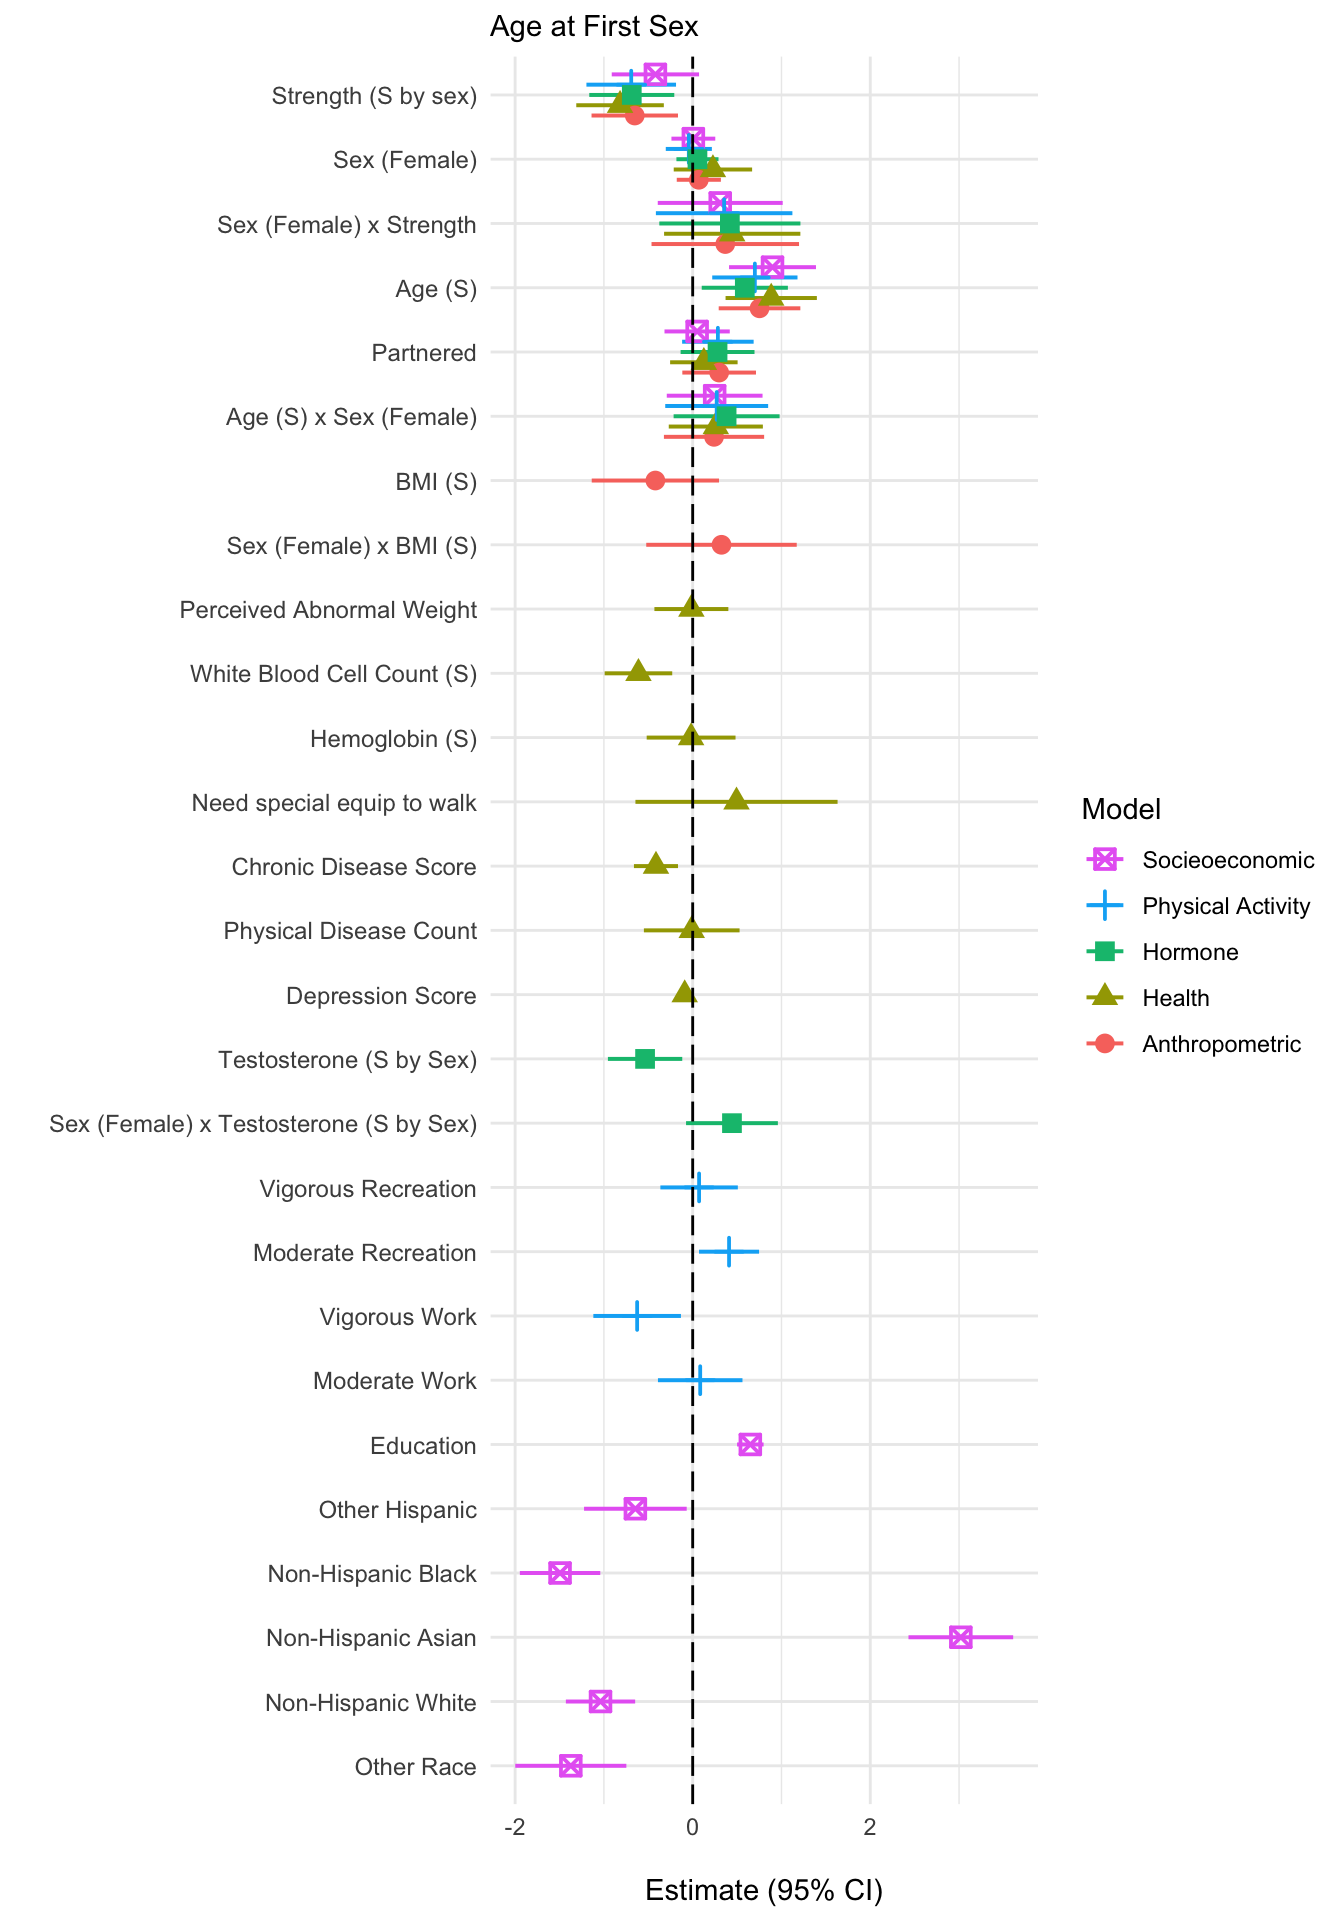 Age at First Sex
Strength (S by sex)
Sex (Female)
Sex (Female) x Strength
Age (S)
Partnered
Age (S) x Sex (Female)
BMI (S)
Sex (Female) x BMI (S)
Perceived Abnormal Weight
White Blood Cell Count (S)
Hemoglobin (S)
Need special equip to walk
Chronic Disease Score
Physical Disease Count
Depression Score
Testosterone (S by Sex)
Sex (Female) x Testosterone (S by Sex)
Vigorous Recreation
Moderate Recreation
Vigorous Work
Moderate Work
Education
Other Hispanic
Non-Hispanic Black
Non-Hispanic Asian
Non-Hispanic White
Other Race
-2 0 2
Estimate (95% CI)
Model
Socieoeconomic
Physical Activity
Hormone
Health
Anthropometric